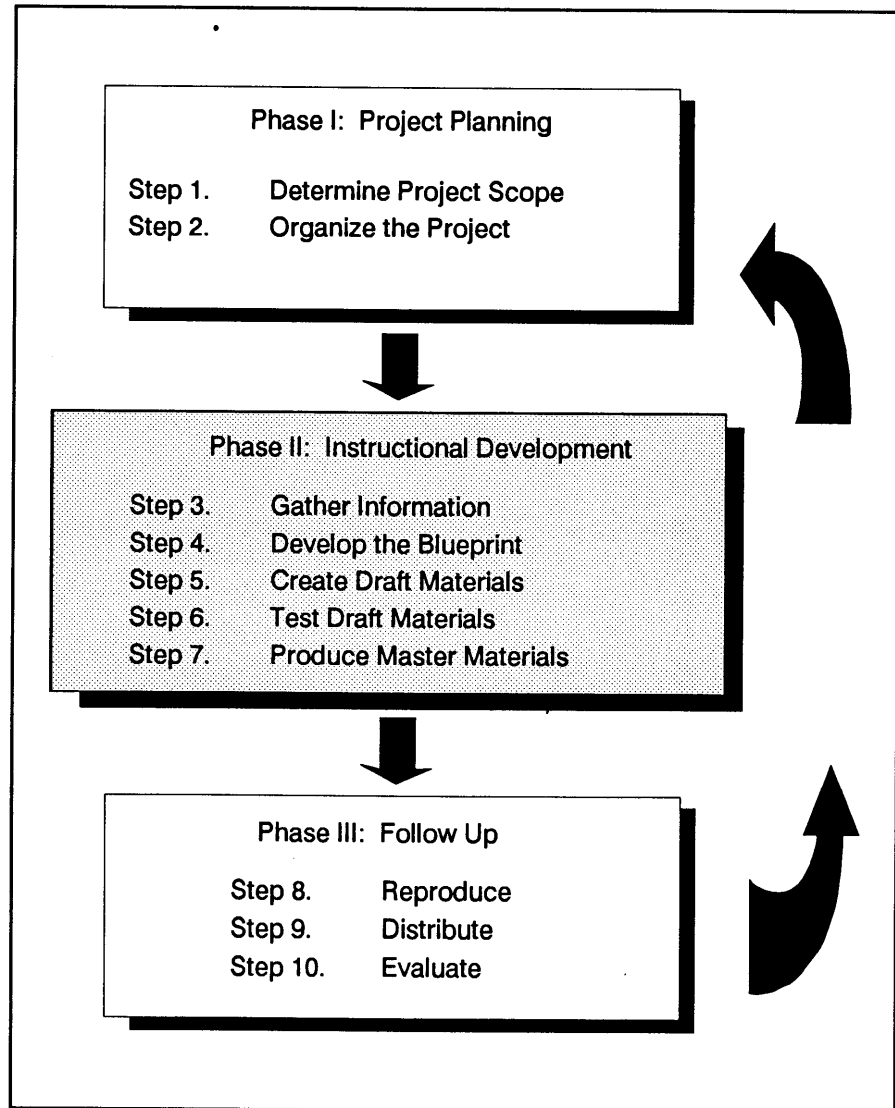 Phase I: Project Planning
Step 1. Determine Project Scope
Step 2. Organize the Project
Phase II: Instructional Development
Step 3. Gather Information
Step 4. Develop the Blueprint
Step 5. Create Draft Materials
Step 6. Test Draft Materials
Step 7. Produce Master Materials
Phase III: Follow Up
Step 8. Reproduce
Step 9. Distribute
Step 10. Evaluate